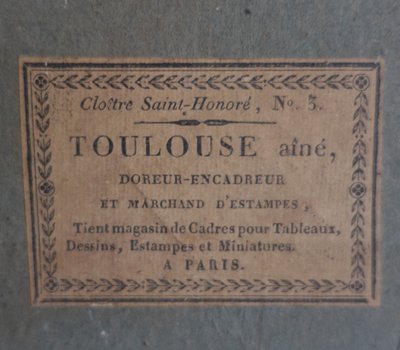 Cloître Saint-Honoré, No. 3.
TOULOUSE aîné,
DOREUR-ENCADREUR
ET MARCHAND D'ESTAMPES,
Tient magasin de Cadres pour Tableaux,
Dessins, Estampes et Miniatures.
A PARIS.